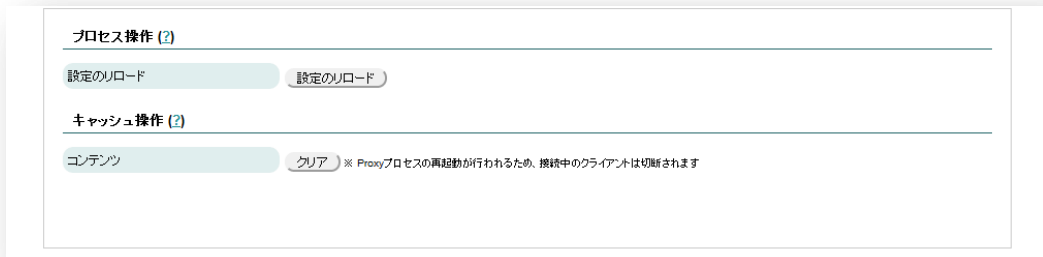 プロセス操作 (?)
設定のリロード 設定のリロード
キャッシュ操作 (?)
コンテンツ クリア ※ Proxyプロセスの再起動が行われるため、接続中のクライアントは切断されます